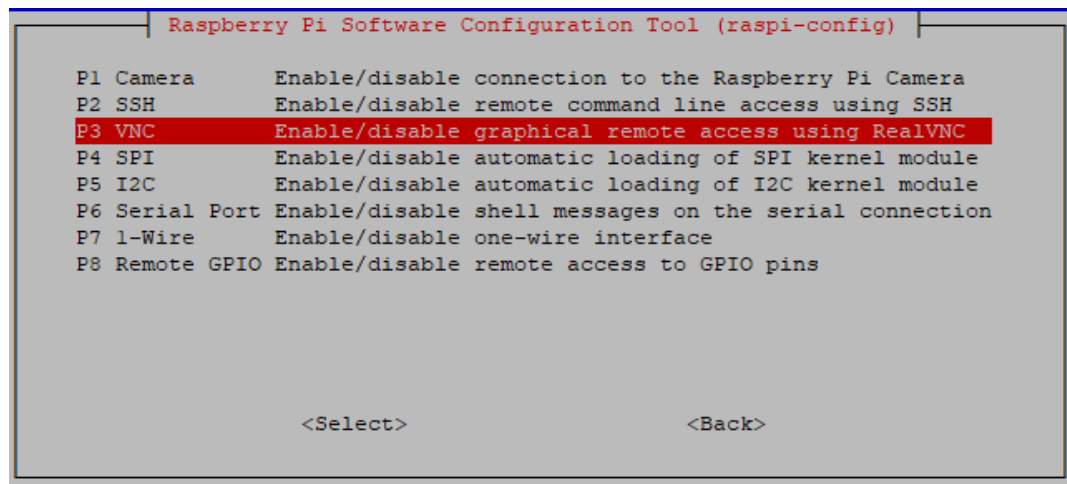 Raspberry Pi Software Configuration Tool (raspi-config)
P1 Camera Enable/disable connection to the Raspberry Pi Camera
P2 SSH Enable/disable remote command line access using SSH
P3 VNC Enable/disable graphical remote access using RealVNC
P4 SPI Enable/disable automatic loading of SPI kernel module
P5 I2C Enable/disable automatic loading of I2C kernel module
P6 Serial Port Enable/disable shell messages on the serial connection
P7 1-Wire Enable/disable one-wire interface
P8 Remote GPIO Enable/disable remote access to GPIO pins
<Select> <Back>